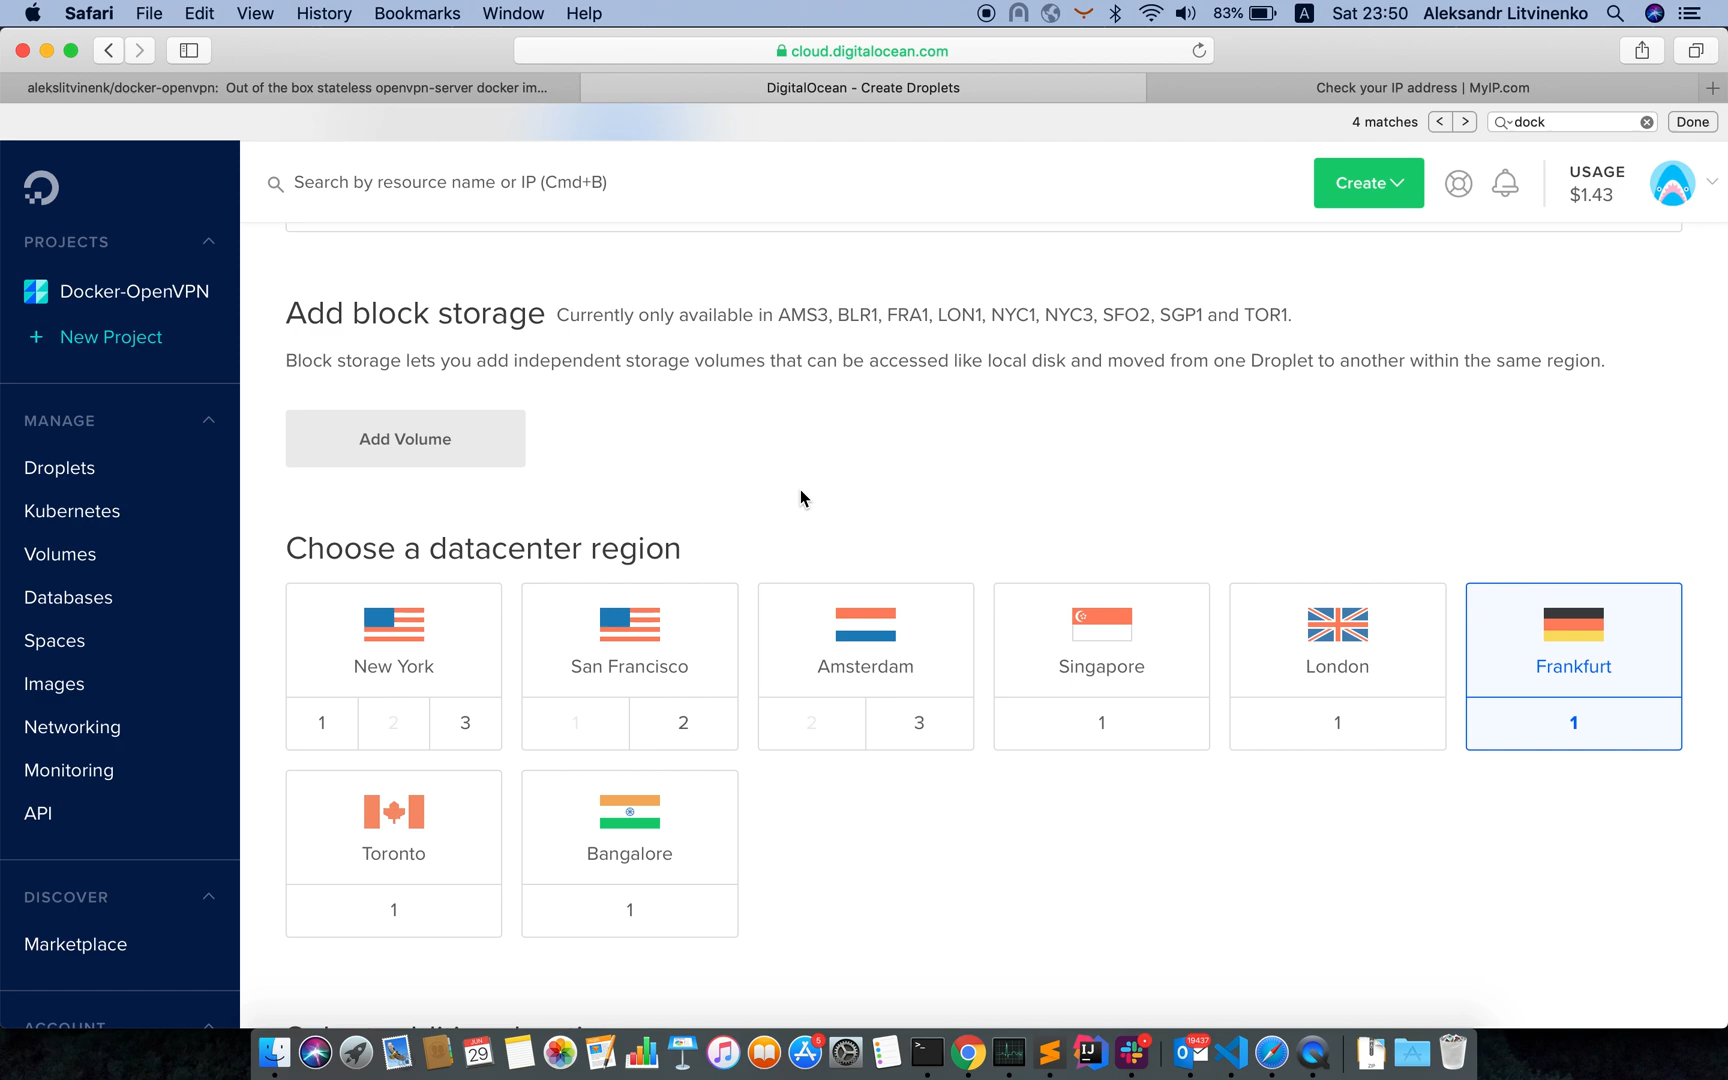 Safari File Edit View History Bookmarks Window Help 83% A Sat 23:50 Aleksandr Litvinenko
cloud.digitalocean.com
alekslitvinenk/docker-openvpn: Out of the box stateless openvpn-server docker im... DigitalOcean - Create Droplets Check your IP address | MyIP.com
4 matches dock Done
Search by resource name or IP (Cmd+B) Create USAGE
$1.43
PROJECTS
Docker-OpenVPN
+ New Project
MANAGE
Droplets
Kubernetes
Volumes
Databases
Spaces
Images
Networking
Monitoring
API
DISCOVER
Marketplace
ACCOUNT
Add block storage Currently only available in AMS3, BLR1, FRA1, LON1, NYC1, NYC3, SFO2, SGP1 and TOR1.
Block storage lets you add independent storage volumes that can be accessed like local disk and moved from one Droplet to another within the same region.
Add Volume
Choose a datacenter region
New York San Francisco Amsterdam Singapore London Frankfurt
1 2 3 1 2 2 3 1 1 1
Toronto Bangalore
1 1
JUN
29
5
19437